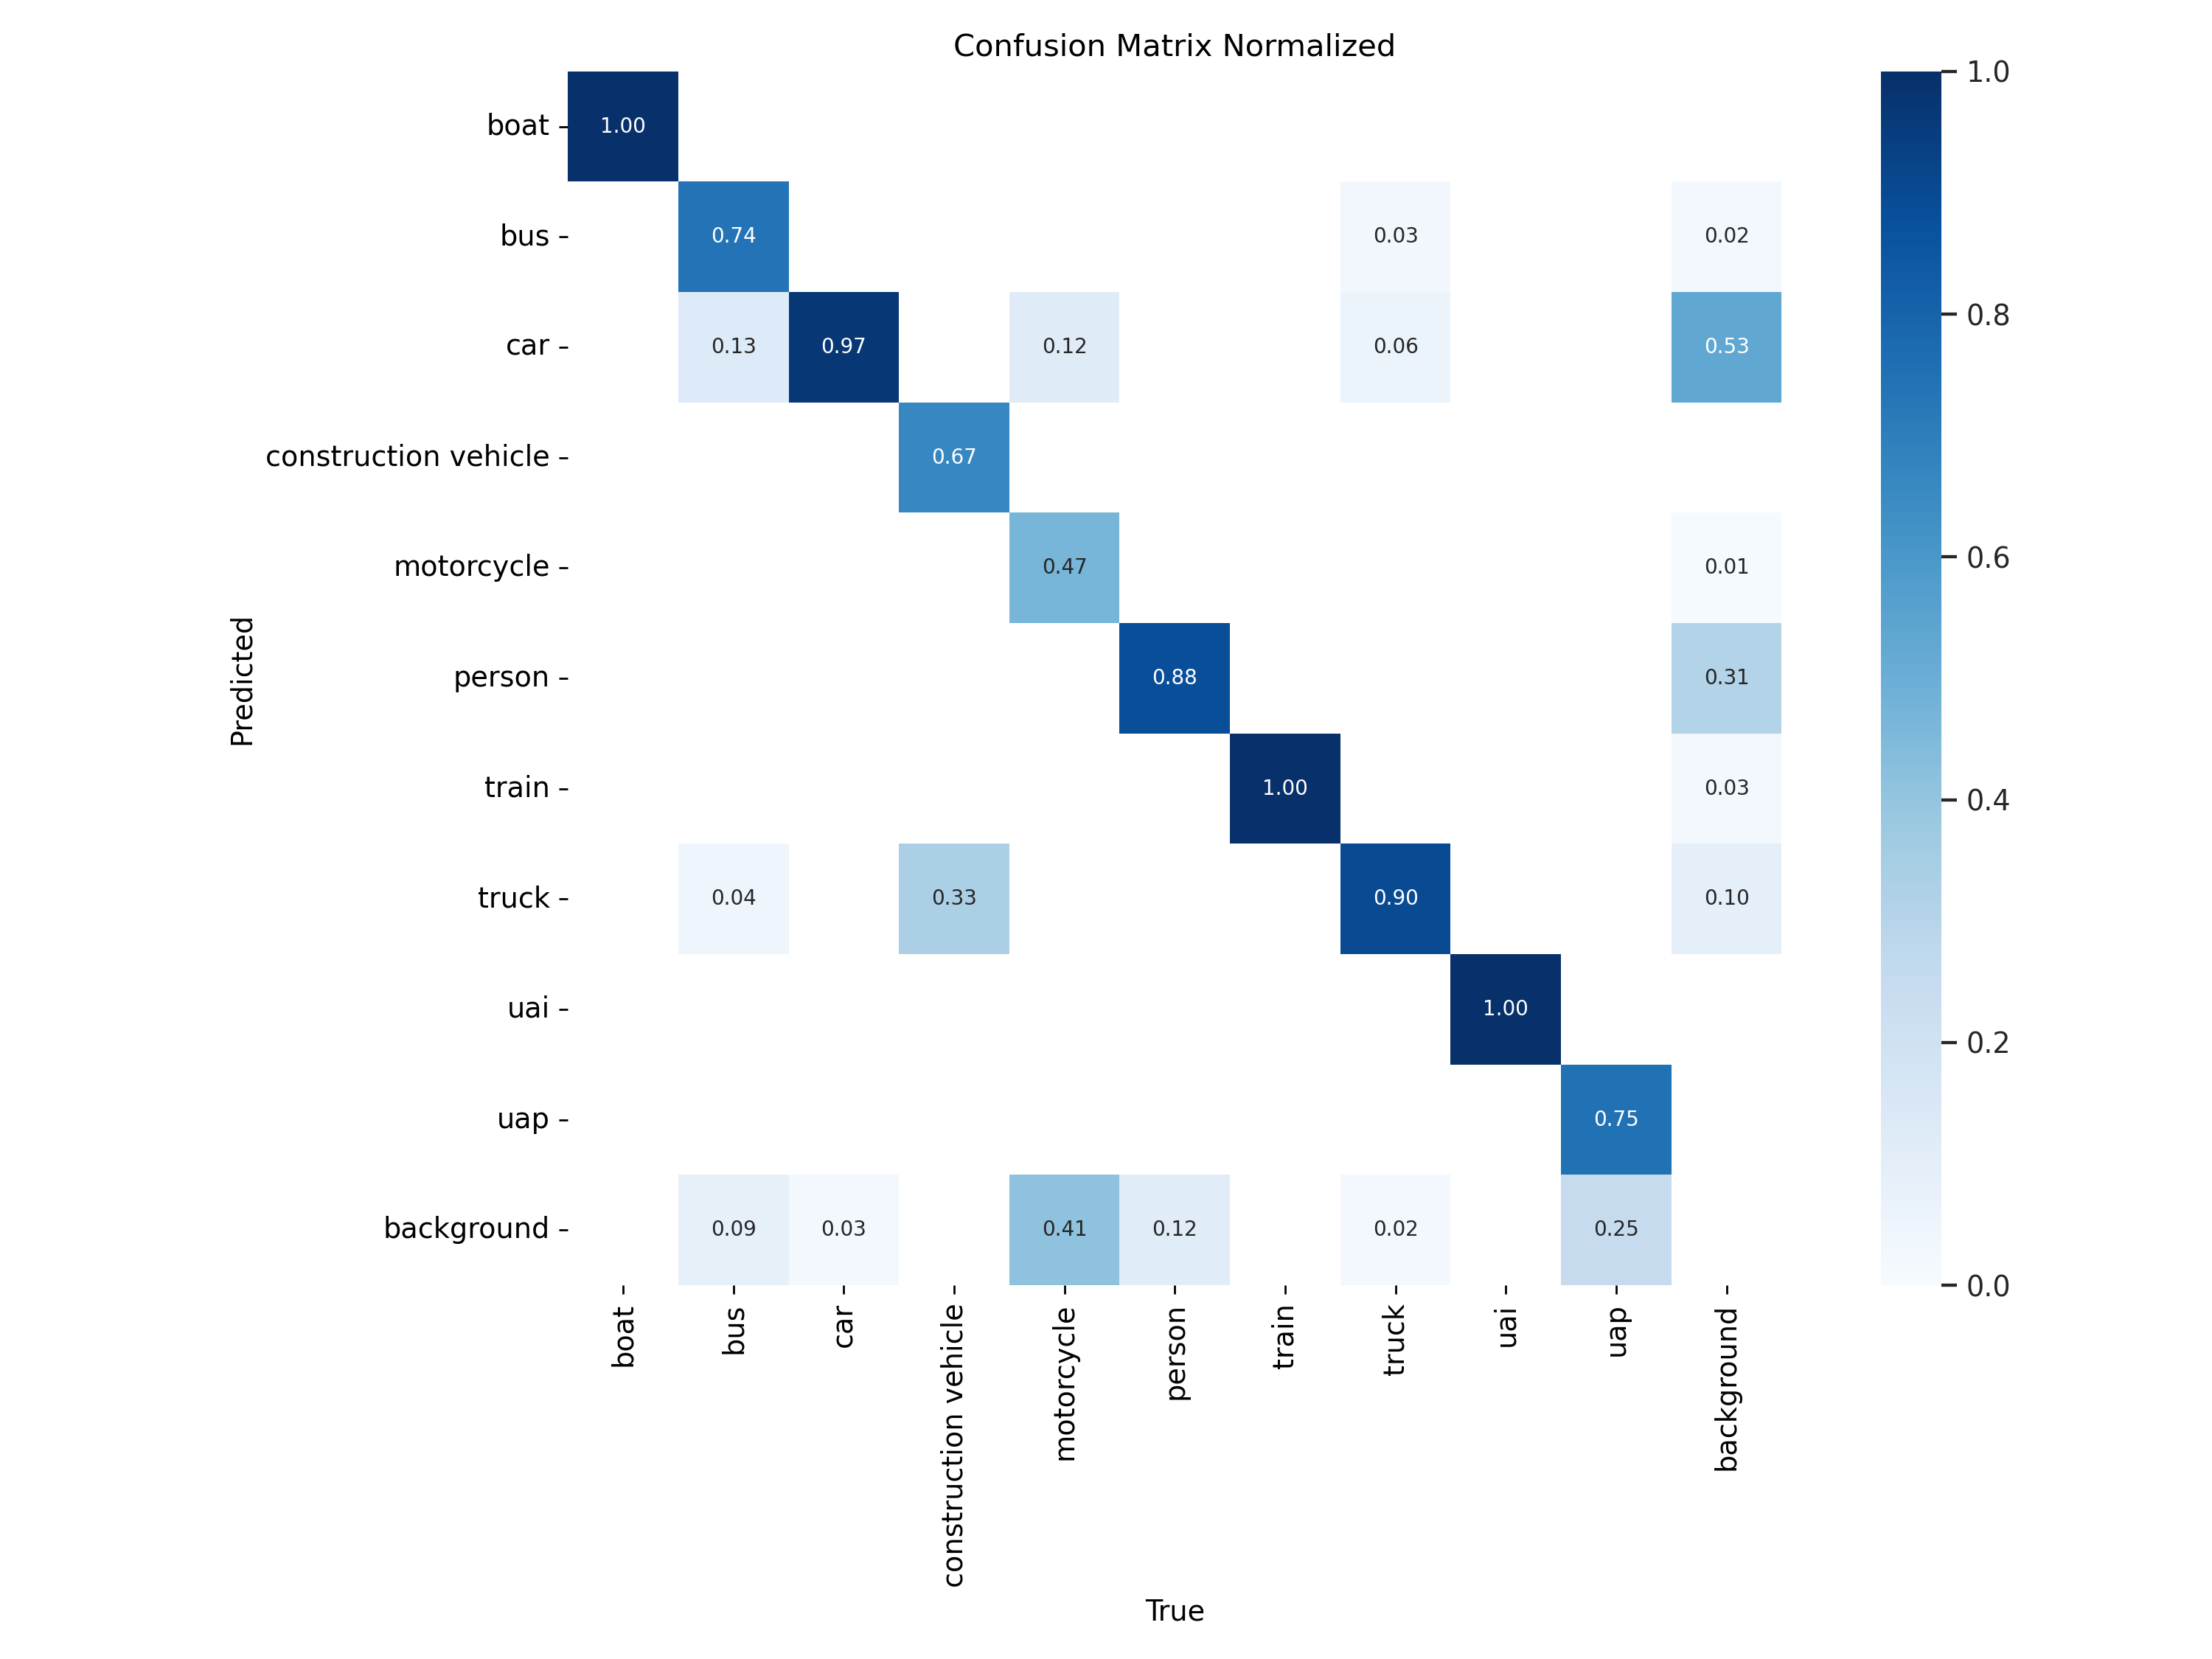 Confusion Matrix Normalized
boat
1.00
bus
0.74
0.03
0.02
car
0.13
0.97
0.12
0.06
0.53
construction vehicle
0.67
motorcycle
0.47
0.01
person
0.88
0.31
train
1.00
0.03
truck
0.04
0.33
0.90
0.10
uai
1.00
uap
0.75
background
0.09
0.03
0.41
0.12
0.02
0.25
Predicted
boat
bus
car
construction vehicle
motorcycle
person
train
truck
uai
uap
background
True
1.0
0.8
0.6
0.4
0.2
0.0